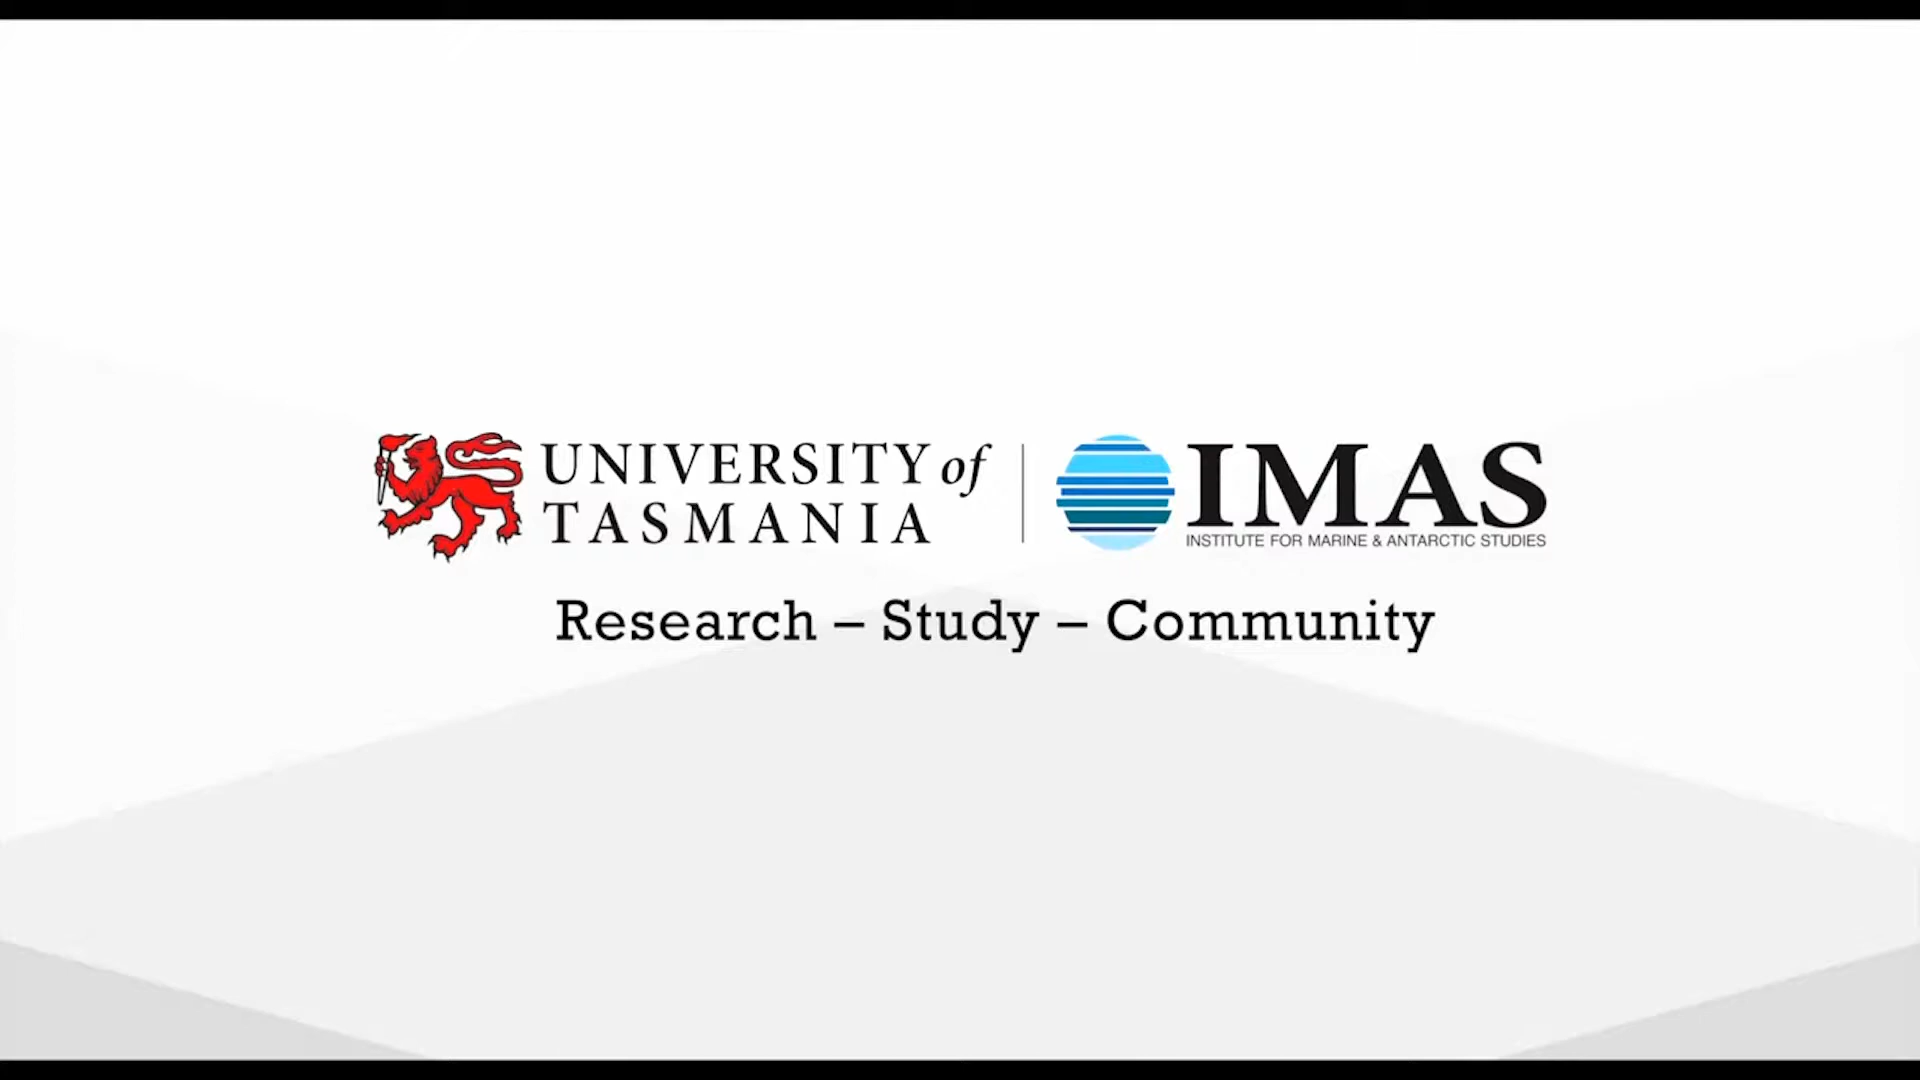 UNIVERSITY of
TASMANIA
IMAS
INSTITUTE FOR MARINE & ANTARCTIC STUDIES
Research – Study – Community